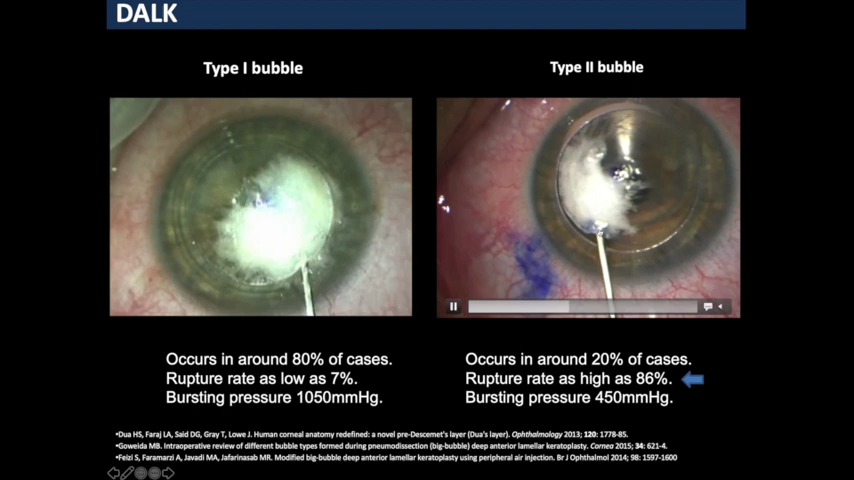 DALK
Type I bubble
Type II bubble
Occurs in around 80% of cases.
Rupture rate as low as 7%.
Bursting pressure 1050mmHg.
Occurs in around 20% of cases.
Rupture rate as high as 86%.
Bursting pressure 450mmHg.
•Dua HS, Faraj LA, Said DG, Gray T, Lowe J. Human corneal anatomy redefined: a novel pre-Descemet's layer (Dua's layer). Ophthalmology 2013; 120: 1778-85.
•Goweida MB. Intraoperative review of different bubble types formed during pneumodissection (big-bubble) deep anterior lamellar keratoplasty. Cornea 2015; 34: 621-4.
•Feizi S, Faramarzi A, Javadi MA, Jafarinasab MR. Modified big-bubble deep anterior lamellar keratoplasty using peripheral air injection. Br J Ophthalmol 2014; 98: 1597-1600